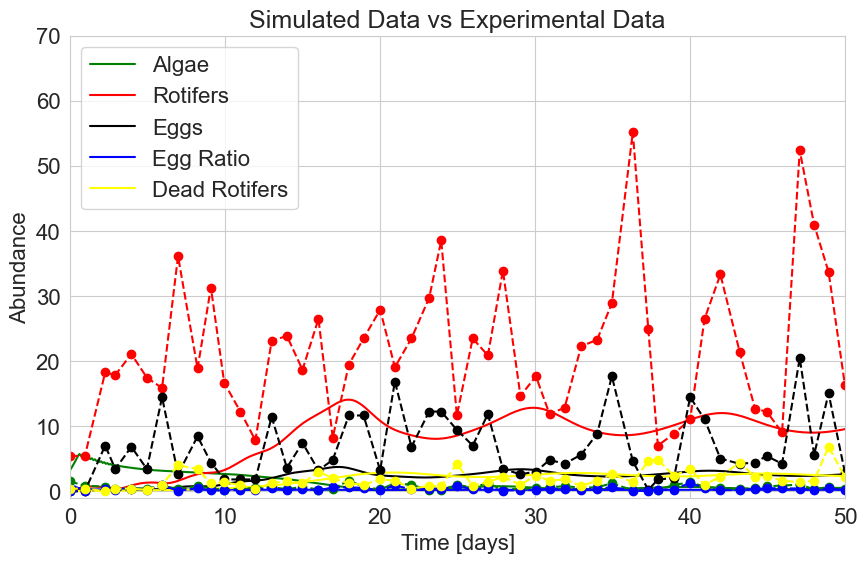 Simulated Data vs Experimental Data
70
60
50
40
30
20
10
0
Abundance
Algae
Rotifers
Eggs
Egg Ratio
Dead Rotifers
0 10 20 30 40 50
Time [days]